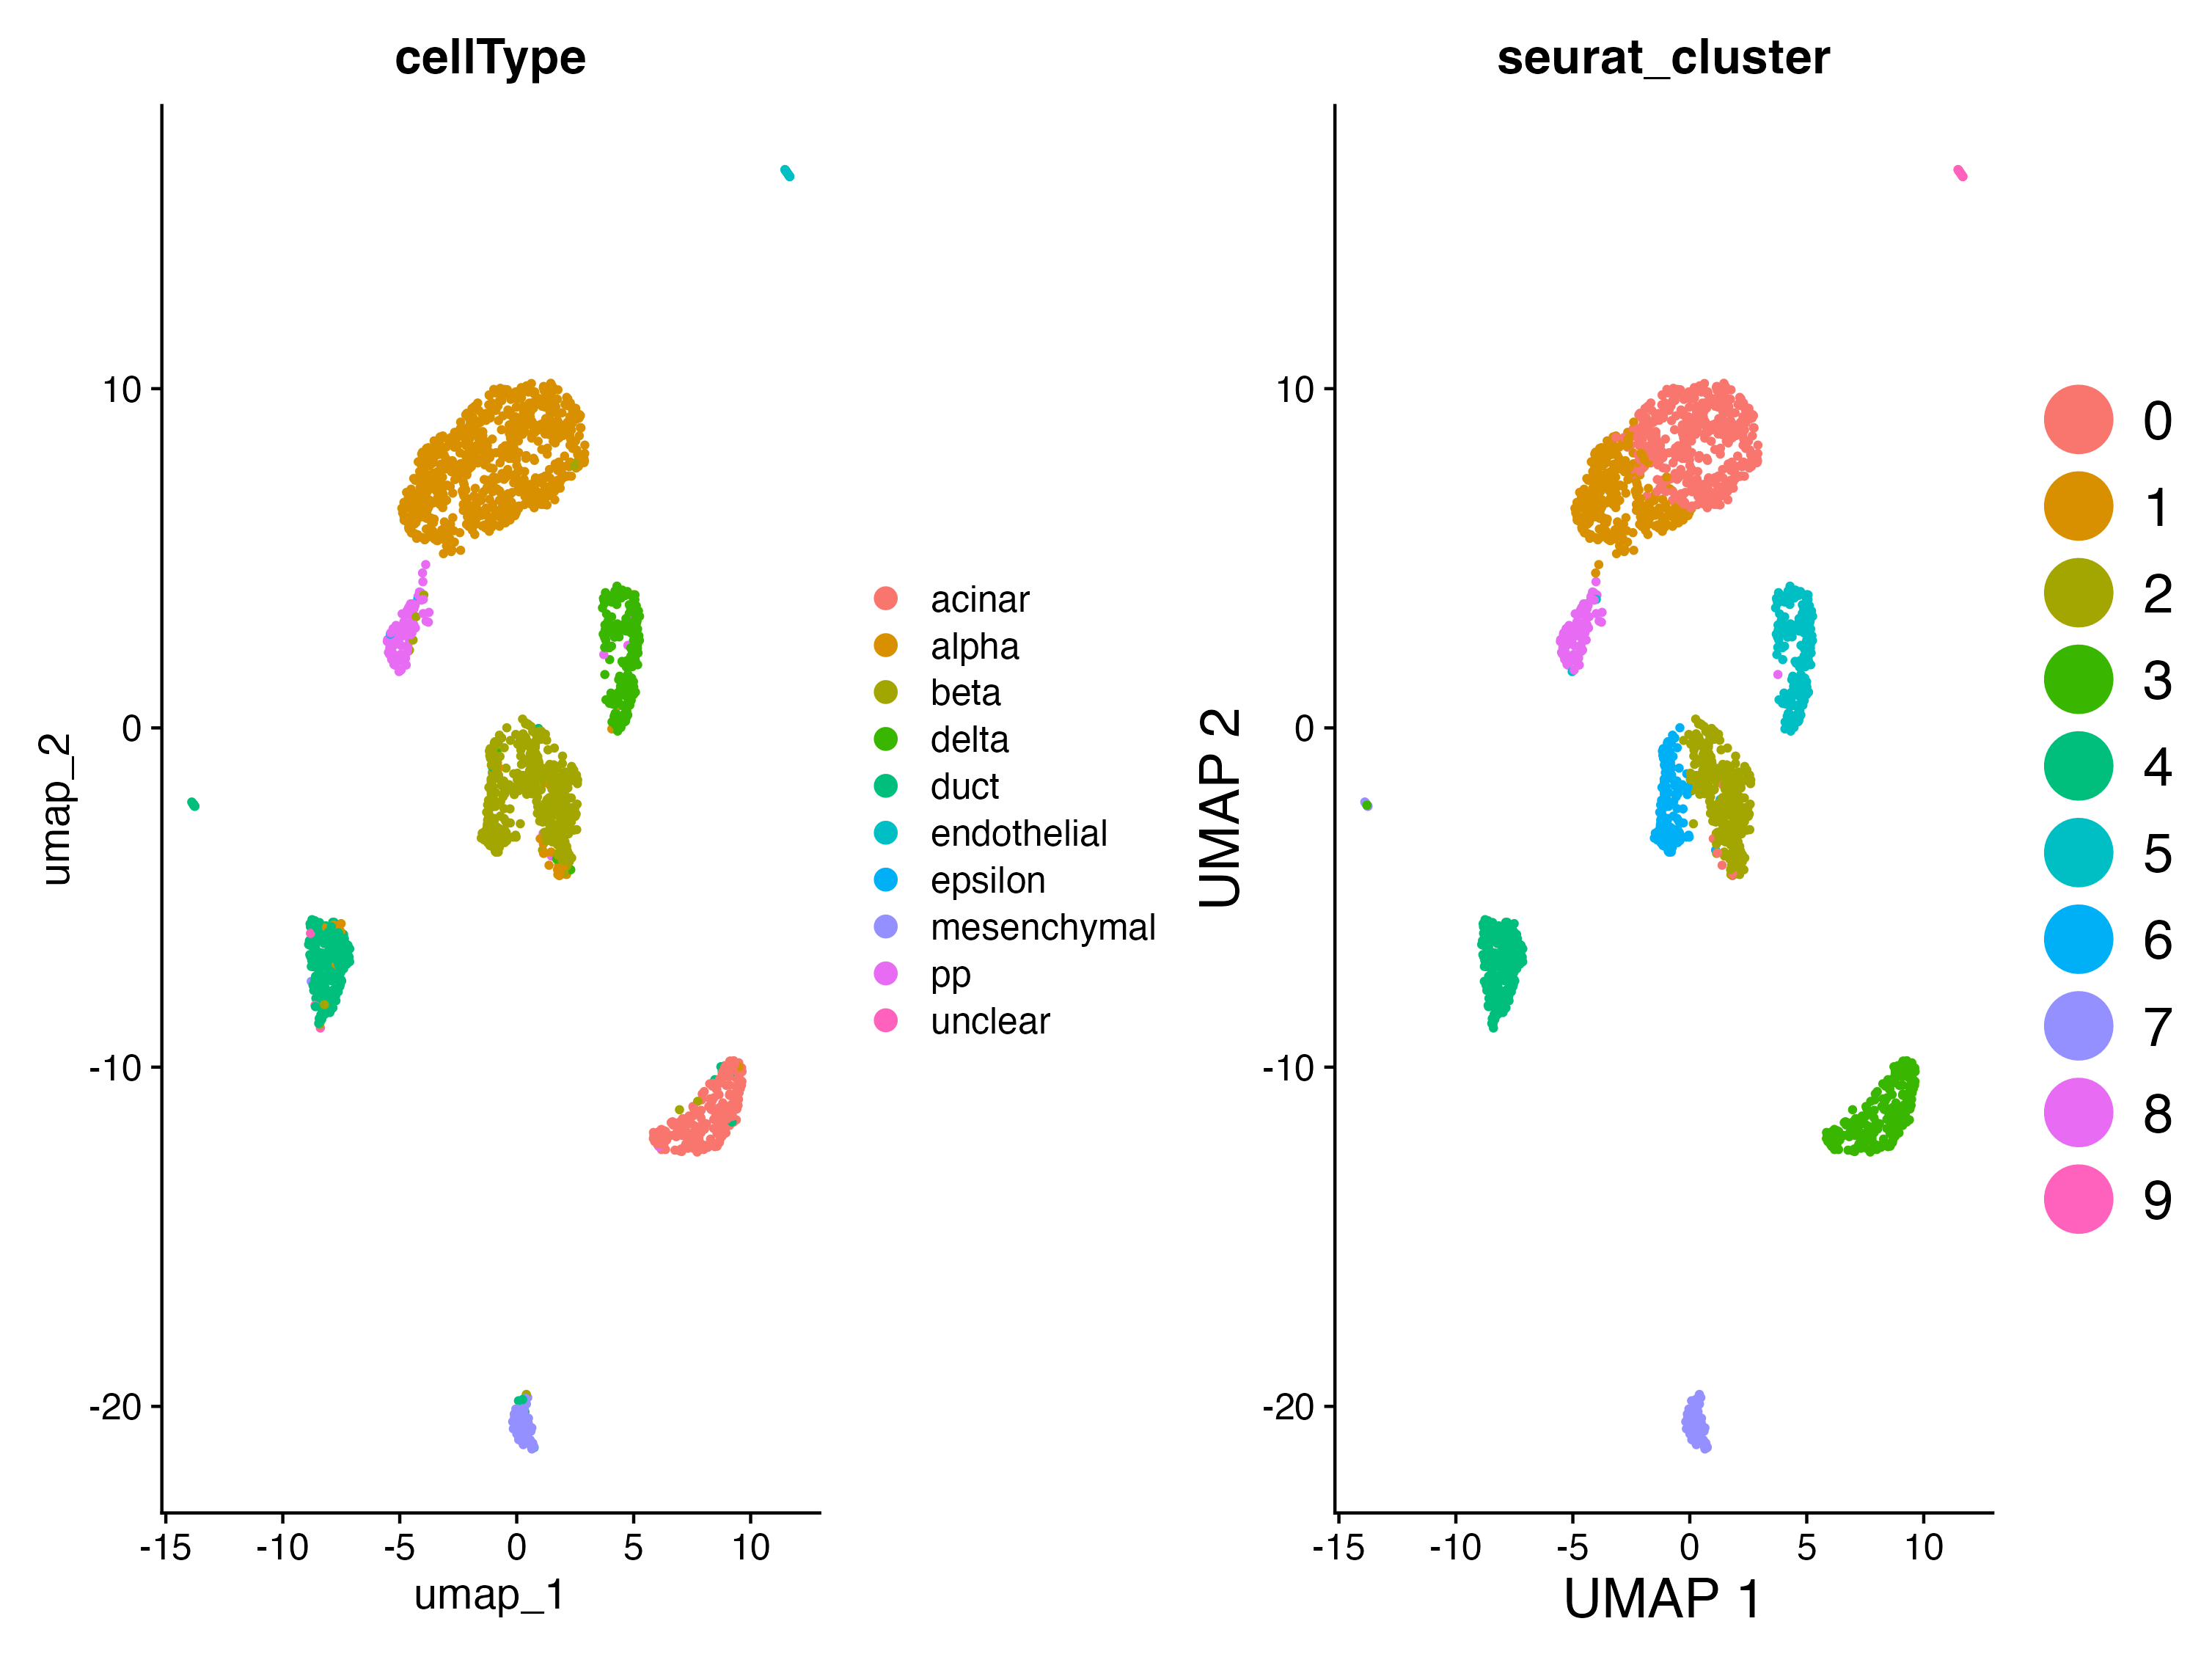 cellType
umap_2
10
0
-10
-20
-15 -10 -5 0 5 10
umap_1
acinar
alpha
beta
delta
duct
endothelial
epsilon
mesenchymal
pp
unclear
seurat_cluster
UMAP 2
10
0
-10
-20
-15 -10 -5 0 5 10
UMAP 1
0
1
2
3
4
5
6
7
8
9